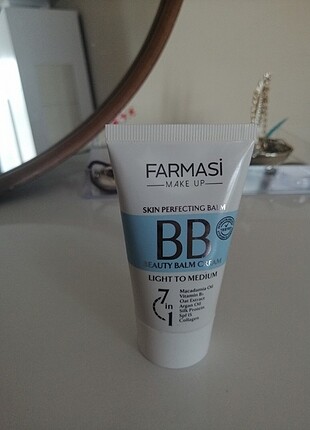 FARMASi
MAKE UP
SKIN PERFECTING BALM
BB
BEAUTY BALM CREAM
LIGHT TO MEDIUM
7 in 1
Macadamia Oil
Vitamin B5
Oat Extract
Argan Oil
Silk Protein
Spf 15
Collagen